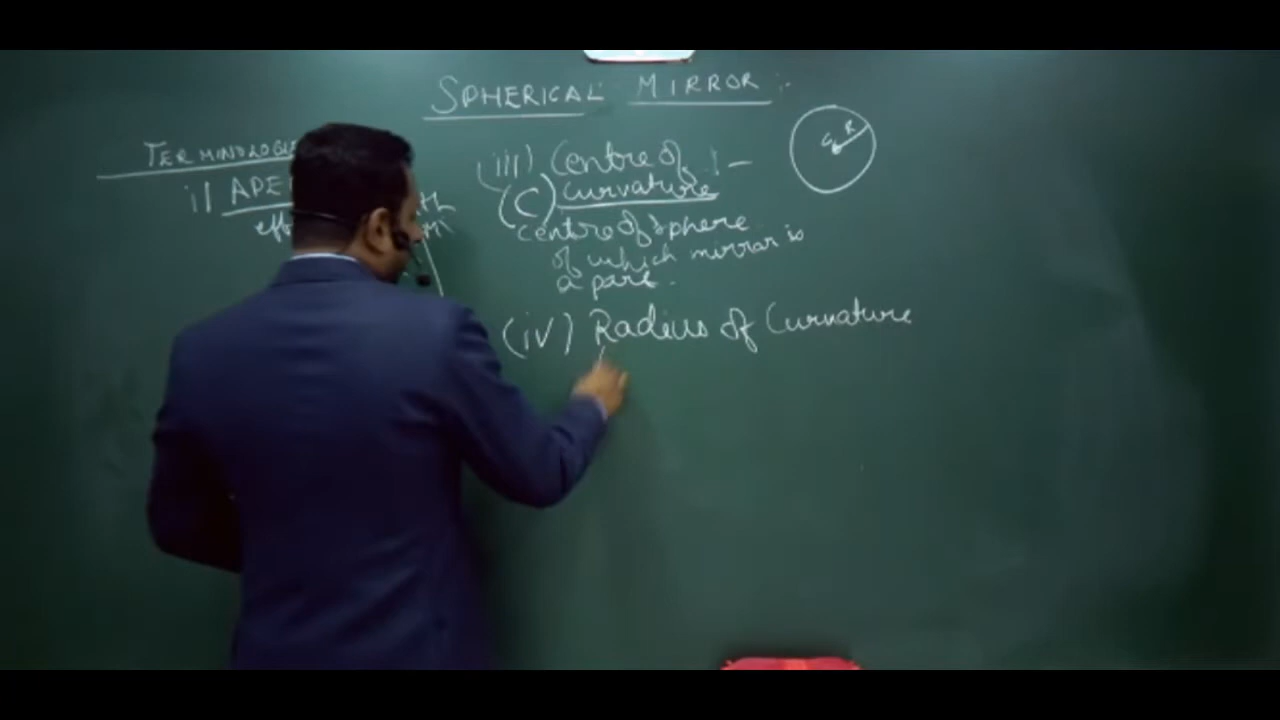 SPHERICAL MIRROR :-
C R
TERMINOLOGIE
i) APE
(iii) Centre of :-
(C) Curvature
Centre of sphere
of which mirror is
a part.
(iv) Radius of Curvature